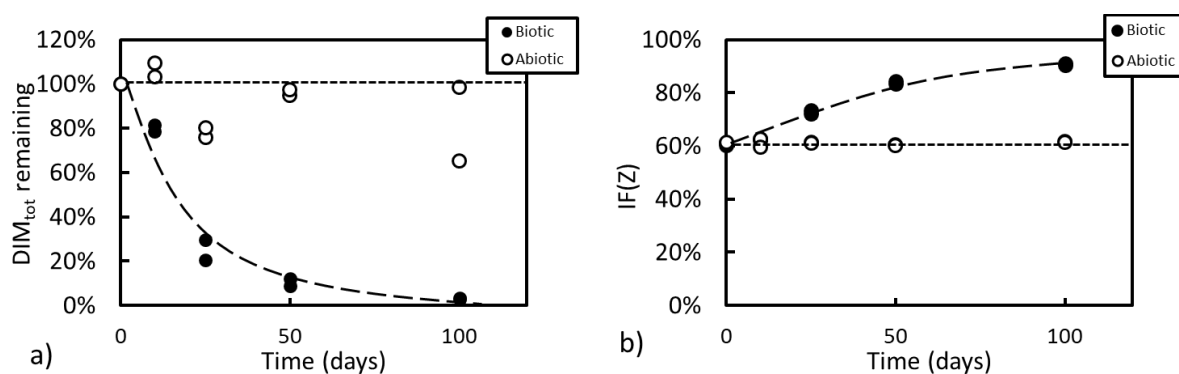 120%
100%
80%
60%
40%
20%
0%
DIMtot remaining
0
50
100
Time (days)
a)
Biotic
Abiotic
100%
80%
60%
40%
20%
0%
IF(Z)
0
50
100
Time (days)
b)
Biotic
Abiotic